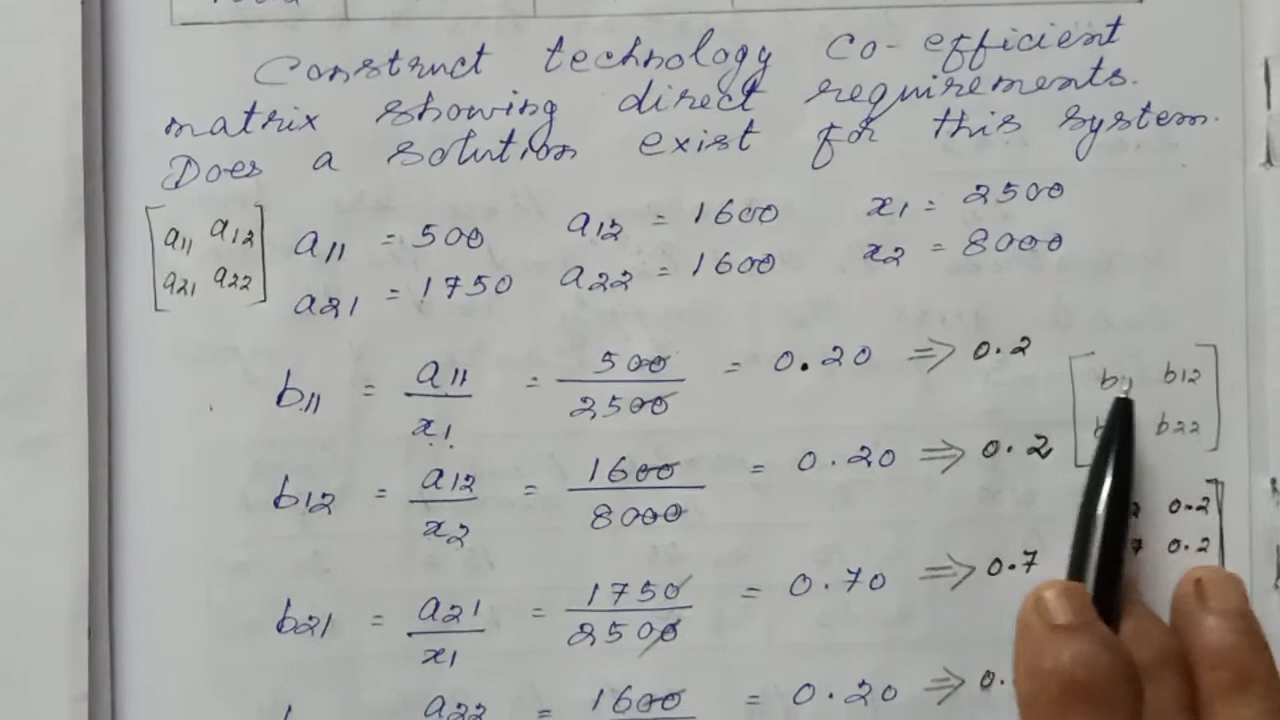 Construct technology co-efficient
matrix showing direct requirements.
Does a solution exist for this system.
[a11 a12
a21 a22] a11 = 500 a12 = 1600 x1 = 2500
a21 = 1750 a22 = 1600 x2 = 8000
b11 = a11/x1 = 500/2500 = 0.20 ⇒ 0.2
[b11 b12
b22]
b12 = a12/x2 = 1600/8000 = 0.20 ⇒ 0.2
0.2
0.2
b21 = a21/x1 = 1750/2500 = 0.70 ⇒ 0.7
a22 = 1600 = 0.20 ⇒ 0.